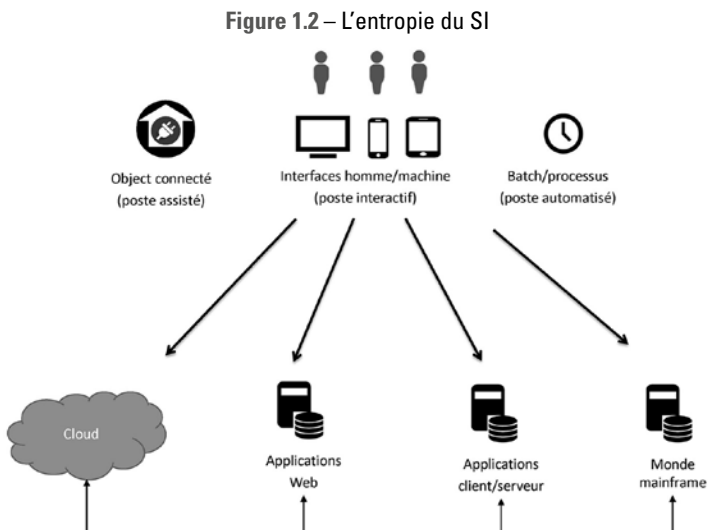 Figure 1.2 – L’entropie du SI
Object connecté
(poste assisté)
Interfaces homme/machine
(poste interactif)
Batch/processus
(poste automatisé)
Cloud
Applications
Web
Applications
client/serveur
Monde
mainframe